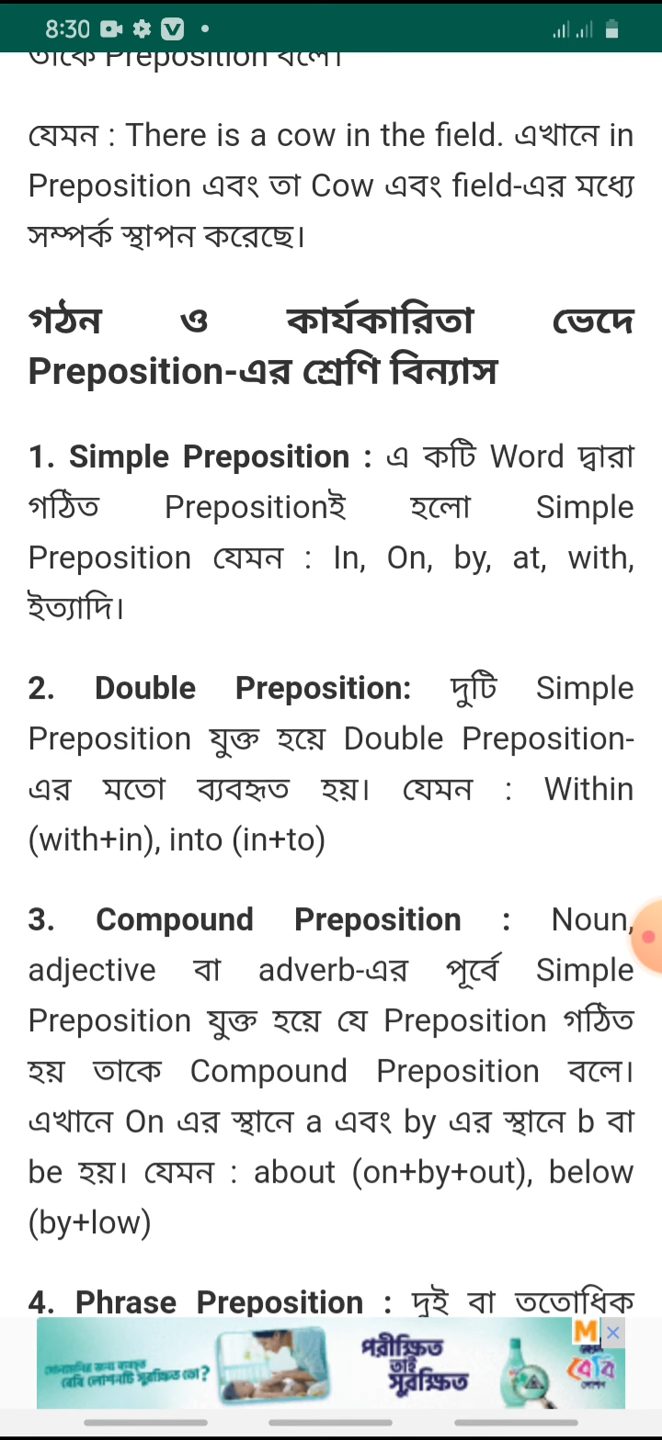 8:30
তাকে Preposition বলে।
যেমন : There is a cow in the field. এখানে in
Preposition এবং তা Cow এবং field-এর মধ্যে
সম্পর্ক স্থাপন করেছে।
গঠন ও কার্যকারিতা ভেদে
Preposition-এর শ্রেণি বিন্যাস
1. Simple Preposition : এ কটি Word দ্বারা
গঠিত Prepositionই হলো Simple
Preposition যেমন : In, On, by, at, with,
ইত্যাদি।
2. Double Preposition: দুটি Simple
Preposition যুক্ত হয়ে Double Preposition-
এর মতো ব্যবহৃত হয়। যেমন : Within
(with+in), into (in+to)
3. Compound Preposition : Noun,
adjective বা adverb-এর পূর্বে Simple
Preposition যুক্ত হয়ে যে Preposition গঠিত
হয় তাকে Compound Preposition বলে।
এখানে On এর স্থানে a এবং by এর স্থানে b বা
be হয়। যেমন : about (on+by+out), below
(by+low)
4. Phrase Preposition : দুই বা ততোধিক
বেবি লোশনটি সুরক্ষিত তো?
পরীক্ষিত
তাই
সুরক্ষিত
বেবি
লোশন
M